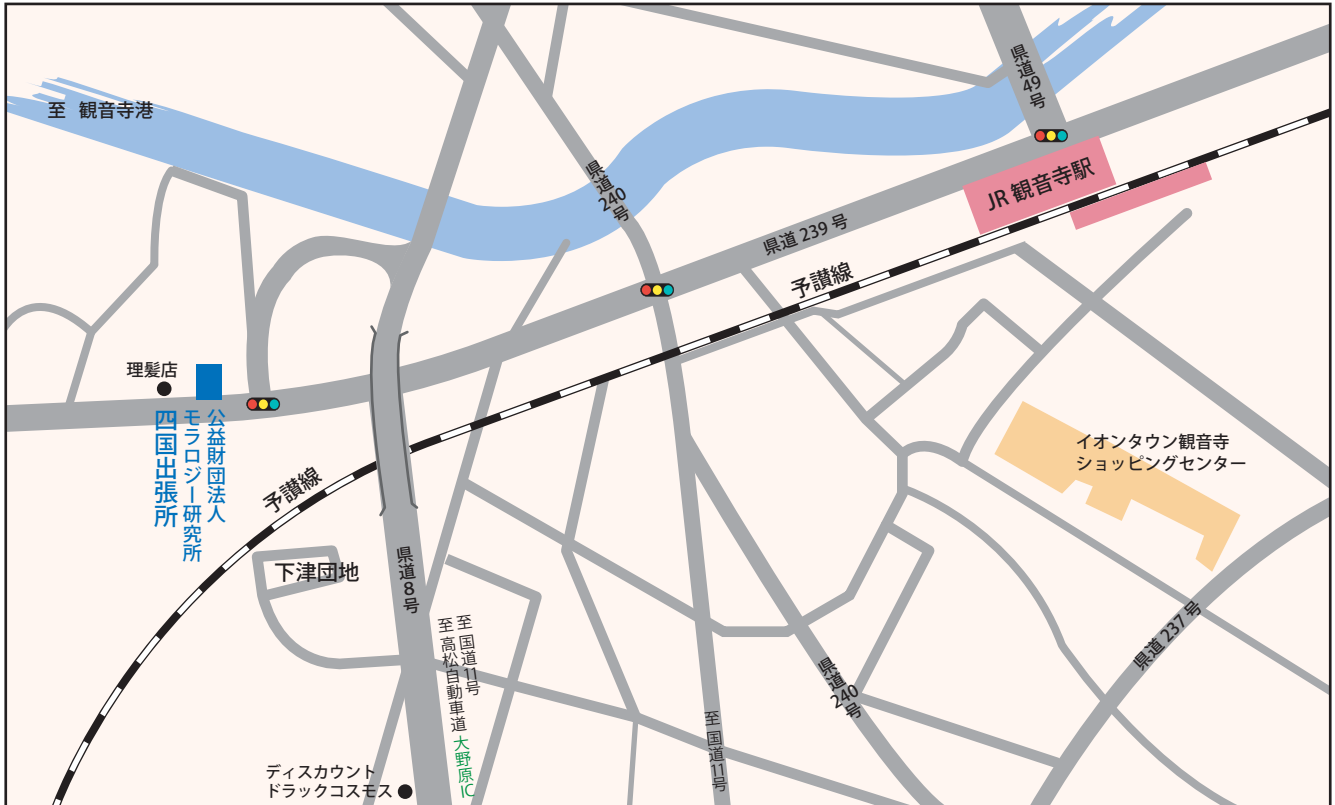 至 観音寺港
県道49号
JR 観音寺駅
県道240号
県道 239 号
予讃線
理髪店
公益財団法人
モラロジー研究所
四国出張所
予讃線
イオンタウン観音寺
ショッピングセンター
下津団地
県道8号
県道 237 号
至 国道11号
至 高松自動車道 大野原IC
県道240号
至 国道11号
ディスカウント
ドラックコスモス